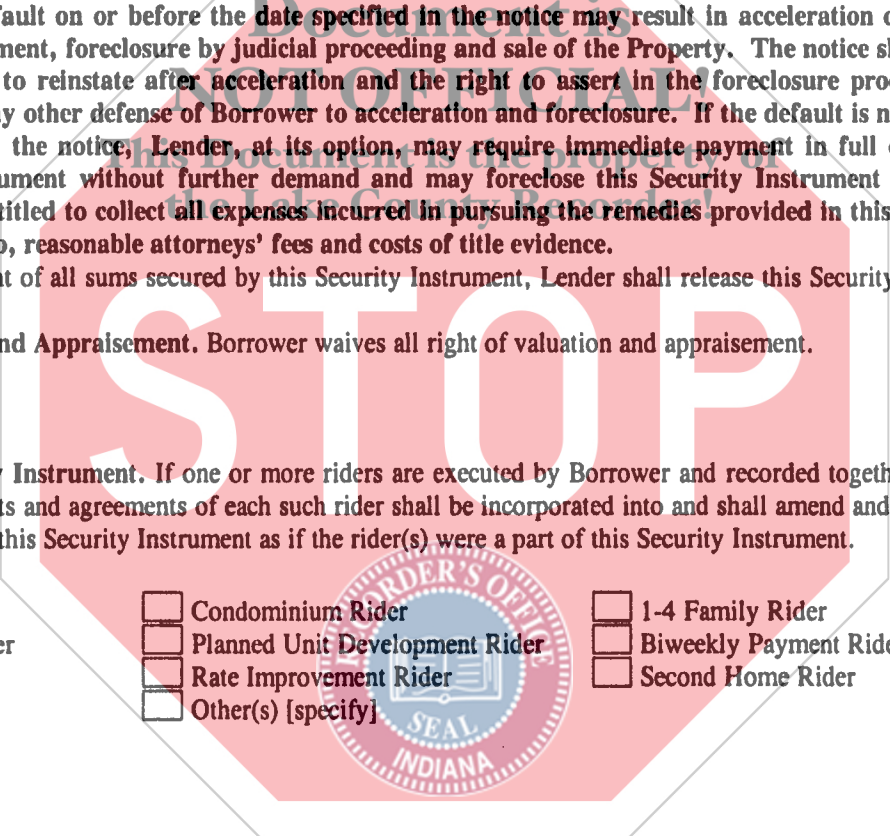 fault on or before the date specified in the notice may result in acceleration
Document is
ment, foreclosure by judicial proceeding and sale of the Property. The notice
to reinstate after acceleration and the right to assert in the foreclosure
NOT OFFICIAL!
other defense of Borrower to acceleration and foreclosure. If the default is
the notice, Lender, at its option, may require immediate payment in full
This Document is the property of
ument without further demand and may foreclose this Security Instrument
the Lake County Recorder!
titled to collect all expenses incurred in pursuing the remedies provided in this
, reasonable attorneys' fees and costs of title evidence.
of all sums secured by this Security Instrument, Lender shall release this Security
STOP
nd Appraisement. Borrower waives all right of valuation and appraisement.
Instrument. If one or more riders are executed by Borrower and recorded togeth
ts and agreements of each such rider shall be incorporated into and shall amend and
this Security Instrument as if the rider(s) were a part of this Security Instrument.
Condominium Rider 1-4 Family Rider
er Planned Unit Development Rider Biweekly Payment Ride
Rate Improvement Rider Second Home Rider
Other(s) [specify]
RECORDER'S OFFICE
SEAL
INDIANA